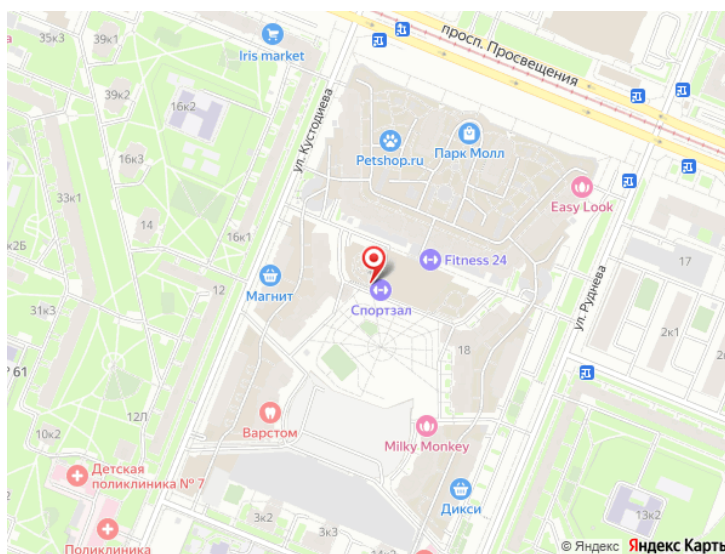 35к3
39к1
Iris market
просп. Просвещения
39к2
16к2
ул. Кустодиева
Парк Молл
Petshop.ru
16к3
33к1
Easy Look
14
2Б
16к1
Fitness 24
17
12
Магнит
31к3
Спортзал
ул. Руднева
2к1
18
61
12Л
Варстом
10к2
Milky Monkey
Детская
поликлиника № 7
Дикси
3к2
13к2
3к3
Поликлиника
14к2
© Яндекс Яндекс Карты